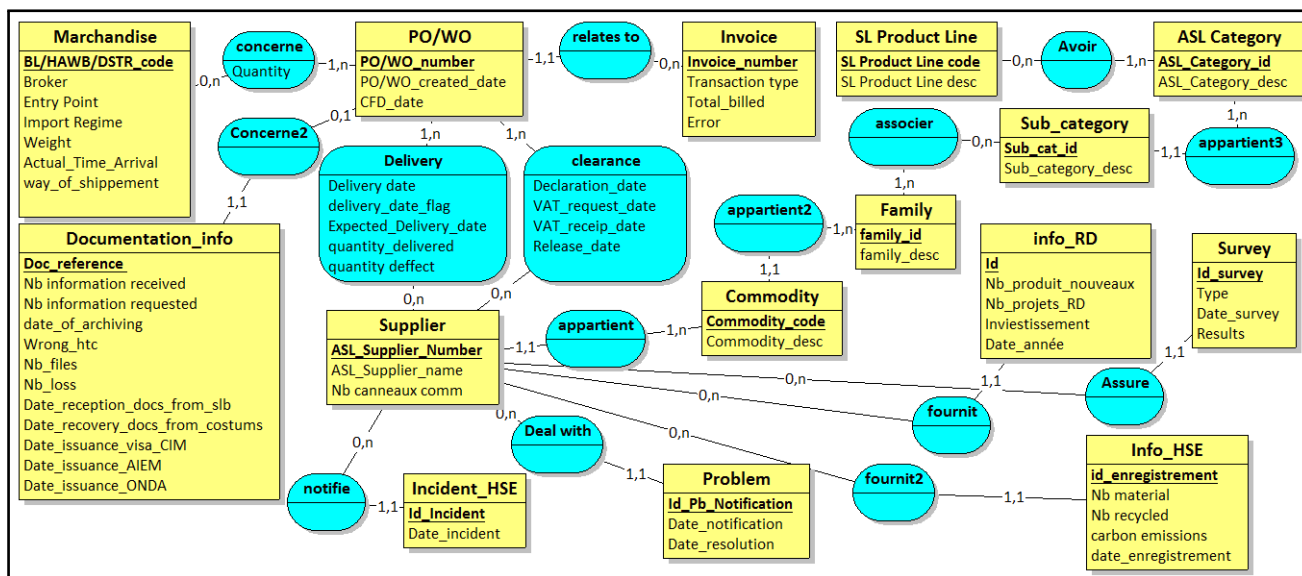 Marchandise
BL/HAWB/DSTR_code
Broker
Entry Point
Import Regime
Weight
Actual_Time_Arrival
way_of_shippement
0,n
concerne
Quantity
1,n
PO/WO
PO/WO_number
PO/WO_created_date
CFD_date
1,1
relates to
0,n
Invoice
Invoice_number
Transaction type
Total_billed
Error
SL Product Line
SL Product Line code
SL Product Line desc
0,n
Avoir
1,n
ASL Category
ASL_Category_id
ASL_Category_desc
1,n
appartient3
1,1
Sub_category
Sub_cat_id
Sub_category_desc
0,n
associer
1,n
Family
family_id
family_desc
1,n
appartient2
1,1
Commodity
Commodity_code
Commodity_desc
1,n
appartient
1,1
0,1
Concerne2
1,1
Documentation_info
Doc_reference
Nb information received
Nb information requested
date_of_archiving
Wrong_htc
Nb_files
Nb_loss
Date_reception_docs_from_slb
Date_recovery_docs_from_costums
Date_issuance_visa_CIM
Date_issuance_AIEM
Date_issuance_ONDA
1,n
Delivery
Delivery date
delivery_date_flag
Expected_Delivery_date
quantity_delivered
quantity deffect
0,n
1,n
clearance
Declaration_date
VAT_request_date
VAT_receip_date
Release_date
0,n
Supplier
ASL_Supplier_Number
ASL_Supplier_name
Nb canneaux comm
info_RD
Id
Nb_produit_nouveaux
Nb_projets_RD
Inviestissement
Date_année
1,1
fournit
0,n
Survey
Id_survey
Type
Date_survey
Results
1,1
Assure
0,n
0,n
notifie
1,1
Incident_HSE
Id_Incident
Date_incident
0,n
Deal with
1,1
Problem
Id_Pb_Notification
Date_notification
Date_resolution
0,n
fournit2
1,1
Info_HSE
id_enregistrement
Nb material
Nb recycled
carbon emissions
date_enregistrement